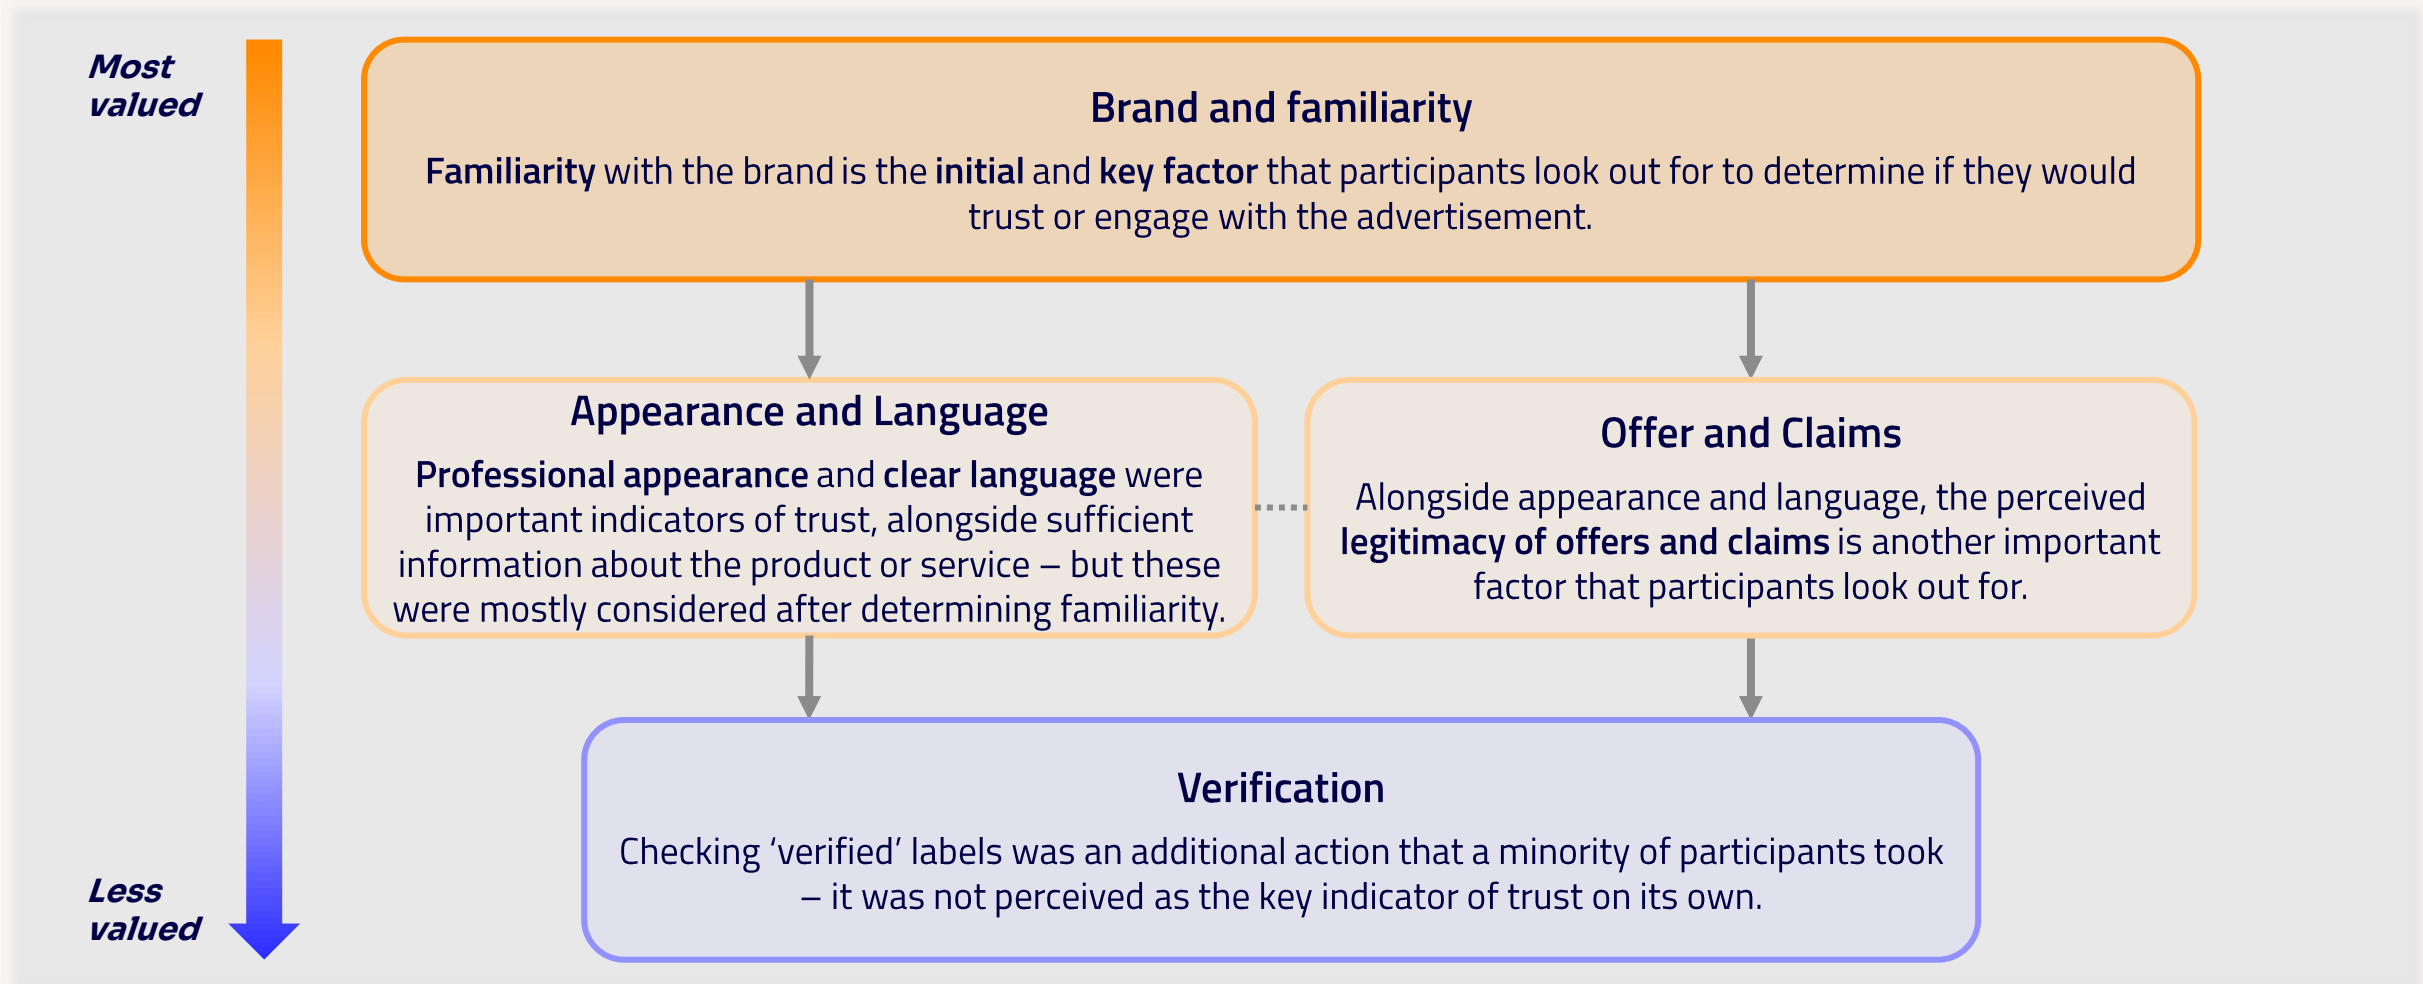 Most
valued
Brand and familiarity
Familiarity with the brand is the initial and key factor that participants look out for to determine if they would
trust or engage with the advertisement.
Appearance and Language
Professional appearance and clear language were
important indicators of trust, alongside sufficient
information about the product or service – but these
were mostly considered after determining familiarity.
Offer and Claims
Alongside appearance and language, the perceived
legitimacy of offers and claims is another important
factor that participants look out for.
Verification
Checking ‘verified’ labels was an additional action that a minority of participants took
– it was not perceived as the key indicator of trust on its own.
Less
valued